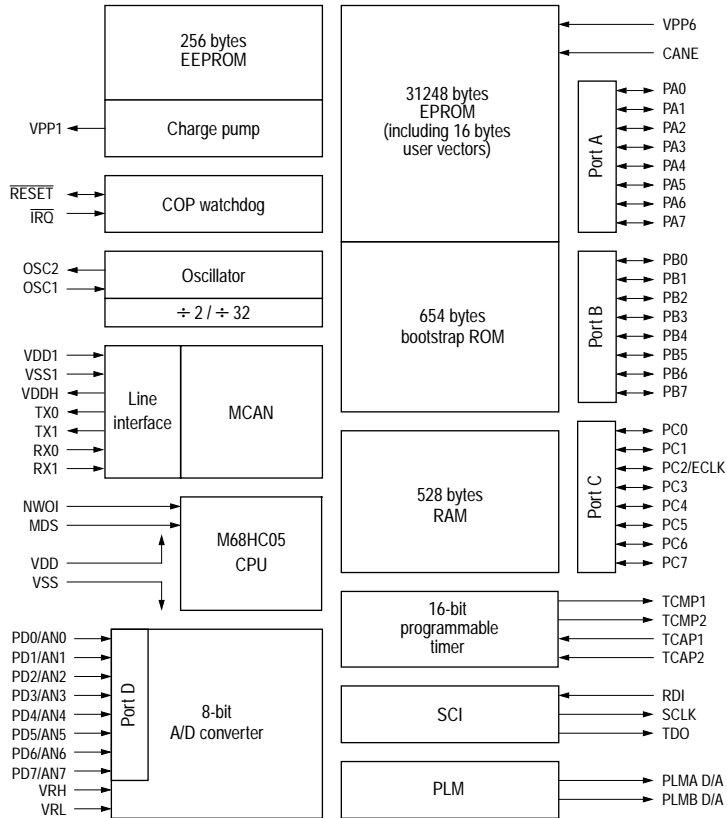 256 bytes
EEPROM
VPP1
Charge pump
RESET
IRQ
COP watchdog
OSC2
OSC1
Oscillator
÷ 2 / ÷ 32
VDD1
VSS1
VDDH
TX0
TX1
RX0
RX1
Line
interface
MCAN
NWOI
MDS
VDD
VSS
M68HC05
CPU
PD0/AN0
PD1/AN1
PD2/AN2
PD3/AN3
PD4/AN4
PD5/AN5
PD6/AN6
PD7/AN7
VRH
VRL
Port D
8-bit
A/D converter
31248 bytes
EPROM
(including 16 bytes
user vectors)
VPP6
CANE
654 bytes
bootstrap ROM
Port A
PA0
PA1
PA2
PA3
PA4
PA5
PA6
PA7
Port B
PB0
PB1
PB2
PB3
PB4
PB5
PB6
PB7
528 bytes
RAM
Port C
PC0
PC1
PC2/ECLK
PC3
PC4
PC5
PC6
PC7
16-bit
programmable
timer
TCMP1
TCMP2
TCAP1
TCAP2
SCI
RDI
SCLK
TDO
PLM
PLMA D/A
PLMB D/A